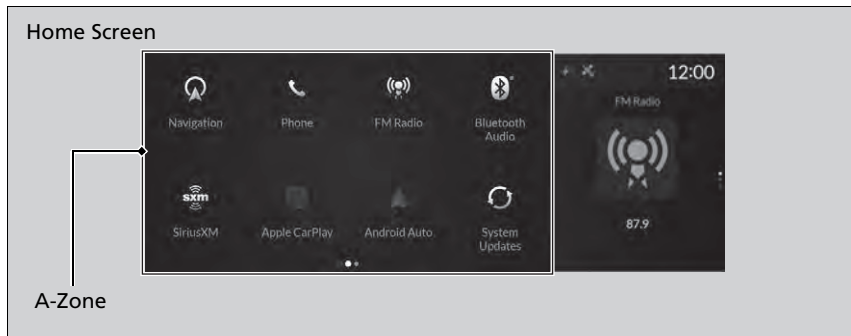 Home Screen
12:00
Navigation
Phone
FM Radio
Bluetooth
Audio
FM Radio
sxm
SiriusXM
Apple CarPlay
Android Auto
System
Updates
87.9
A-Zone